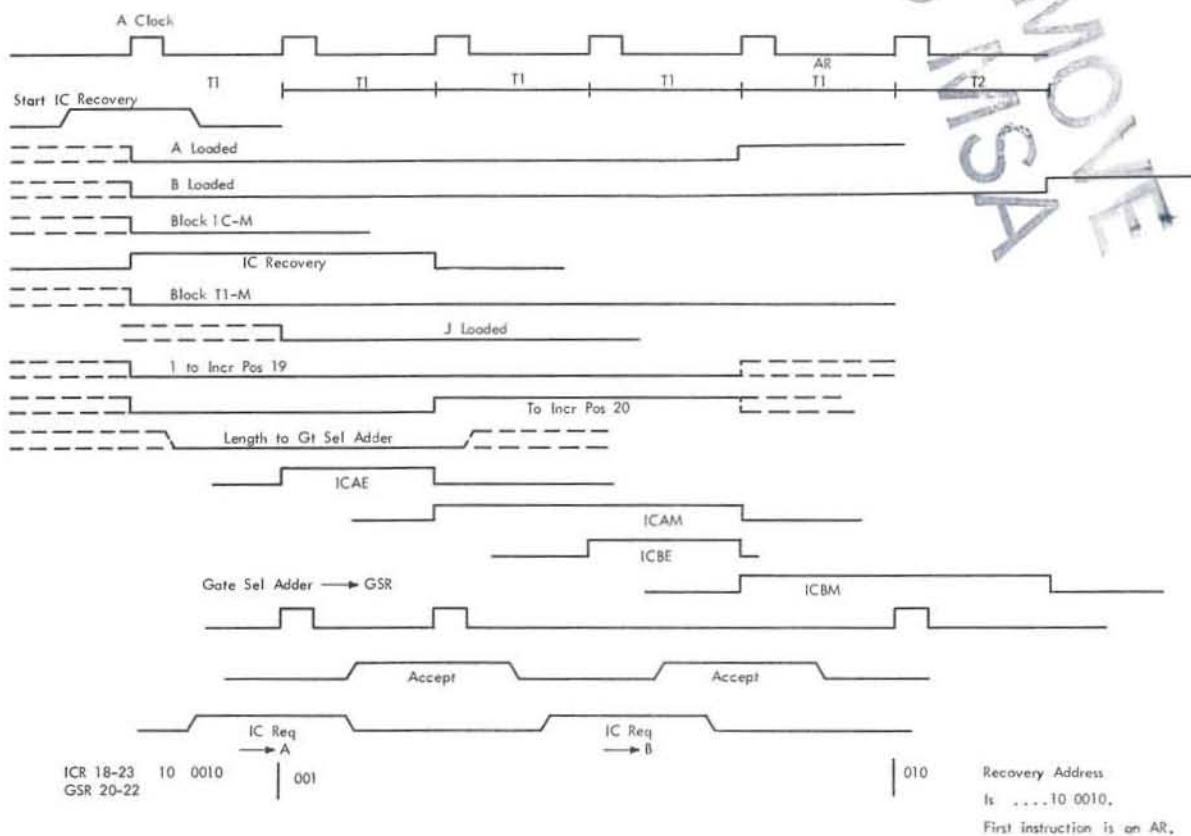 A Clock
AR
T1 T1 T1 T1 T1 T2
Start IC Recovery
A Loaded
B Loaded
Block IC-M
IC Recovery
Block T1-M
J Loaded
1 to Incr Pos 19
To Incr Pos 20
Length to Gt Sel Adder
ICAE
ICAM
ICBE
Gate Sel Adder → GSR
ICBM
Accept Accept
IC Req IC Req
→ A → B
ICR 18-23 10 0010
GSR 20-22
001
010
Recovery Address
Is ....10 0010.
First instruction is an AR.
MOVE
HMSA